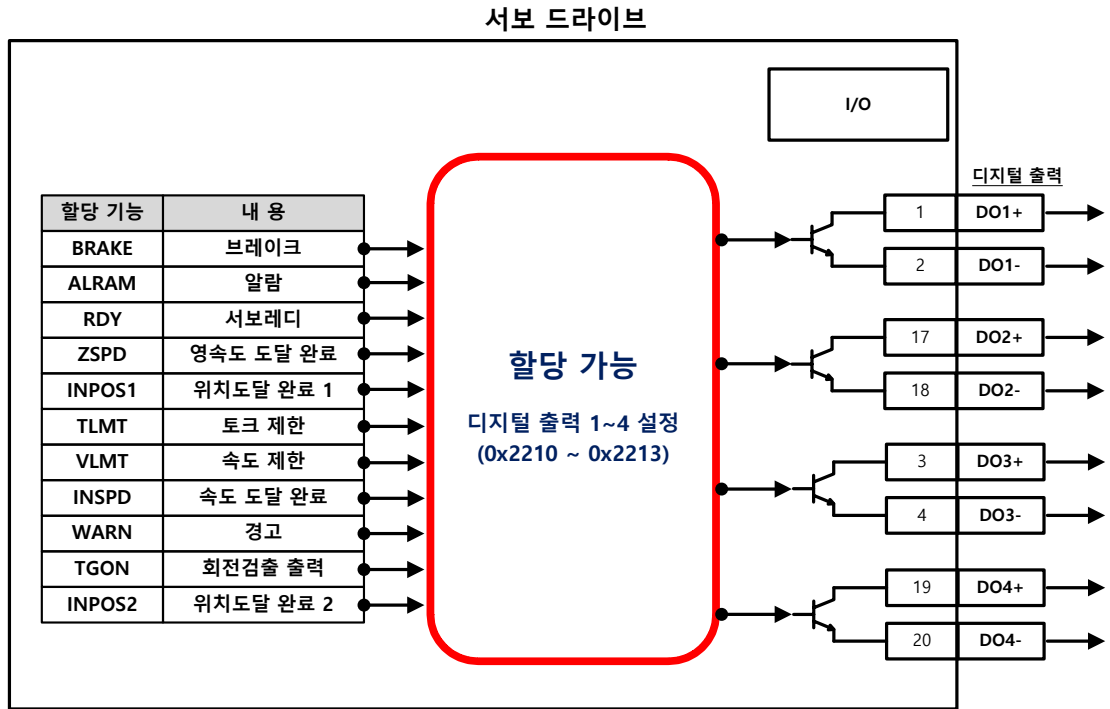 서보 드라이브
I/O
디지털 출력
할당 기능 내 용
BRAKE 브레이크
ALRAM 알람
RDY 서보레디
ZSPD 영속도 도달 완료
INPOS1 위치도달 완료 1
TLMT 토크 제한
VLMT 속도 제한
INSPD 속도 도달 완료
WARN 경고
TGON 회전검출 출력
INPOS2 위치도달 완료 2
할당 가능
디지털 출력 1~4 설정
(0x2210 ~ 0x2213)
1 DO1+
2 DO1-
17 DO2+
18 DO2-
3 DO3+
4 DO3-
19 DO4+
20 DO4-